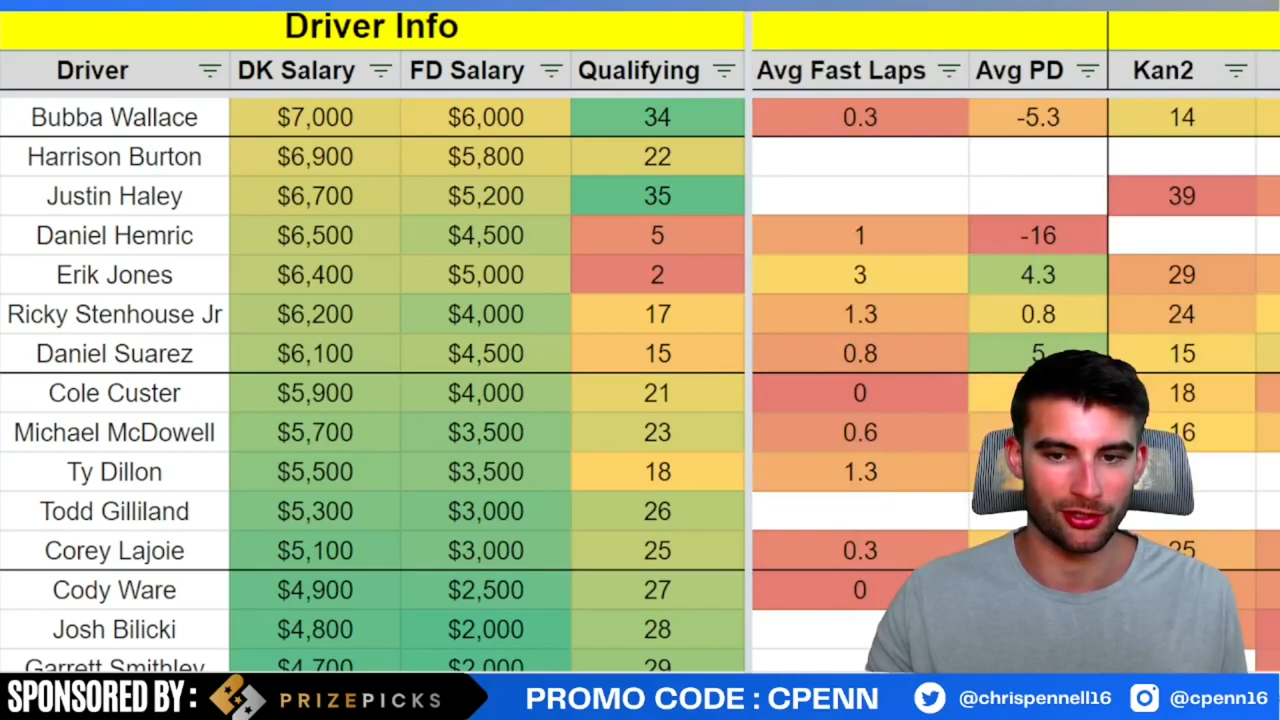 Driver Info
Driver DK Salary FD Salary Qualifying Avg Fast Laps Avg PD Kan2
Bubba Wallace $7,000 $6,000 34 0.3 -5.3 14
Harrison Burton $6,900 $5,800 22
Justin Haley $6,700 $5,200 35 39
Daniel Hemric $6,500 $4,500 5 1 -16
Erik Jones $6,400 $5,000 2 3 4.3 29
Ricky Stenhouse Jr $6,200 $4,000 17 1.3 0.8 24
Daniel Suarez $6,100 $4,500 15 0.8 5 15
Cole Custer $5,900 $4,000 21 0 18
Michael McDowell $5,700 $3,500 23 0.6 16
Ty Dillon $5,500 $3,500 18 1.3
Todd Gilliland $5,300 $3,000 26
Corey Lajoie $5,100 $3,000 25 0.3 25
Cody Ware $4,900 $2,500 27 0
Josh Bilicki $4,800 $2,000 28
Garrett Smithley $4,700 $2,000 29
SPONSORED BY : PRIZEPICKS PROMO CODE : CPENN @chrispennell16 @cpenn16